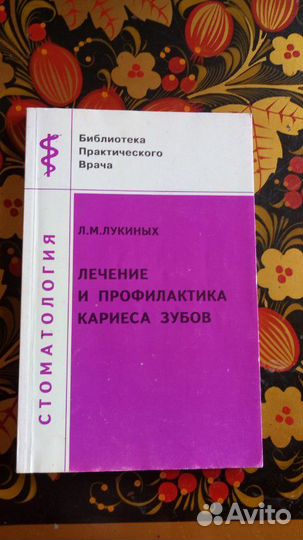 Библиотека
Практического
Врача
Л.М.ЛУКИНЫХ
ЛЕЧЕНИЕ
И ПРОФИЛАКТИКА
КАРИЕСА ЗУБОВ
СТОМАТОЛОГИЯ
Avito